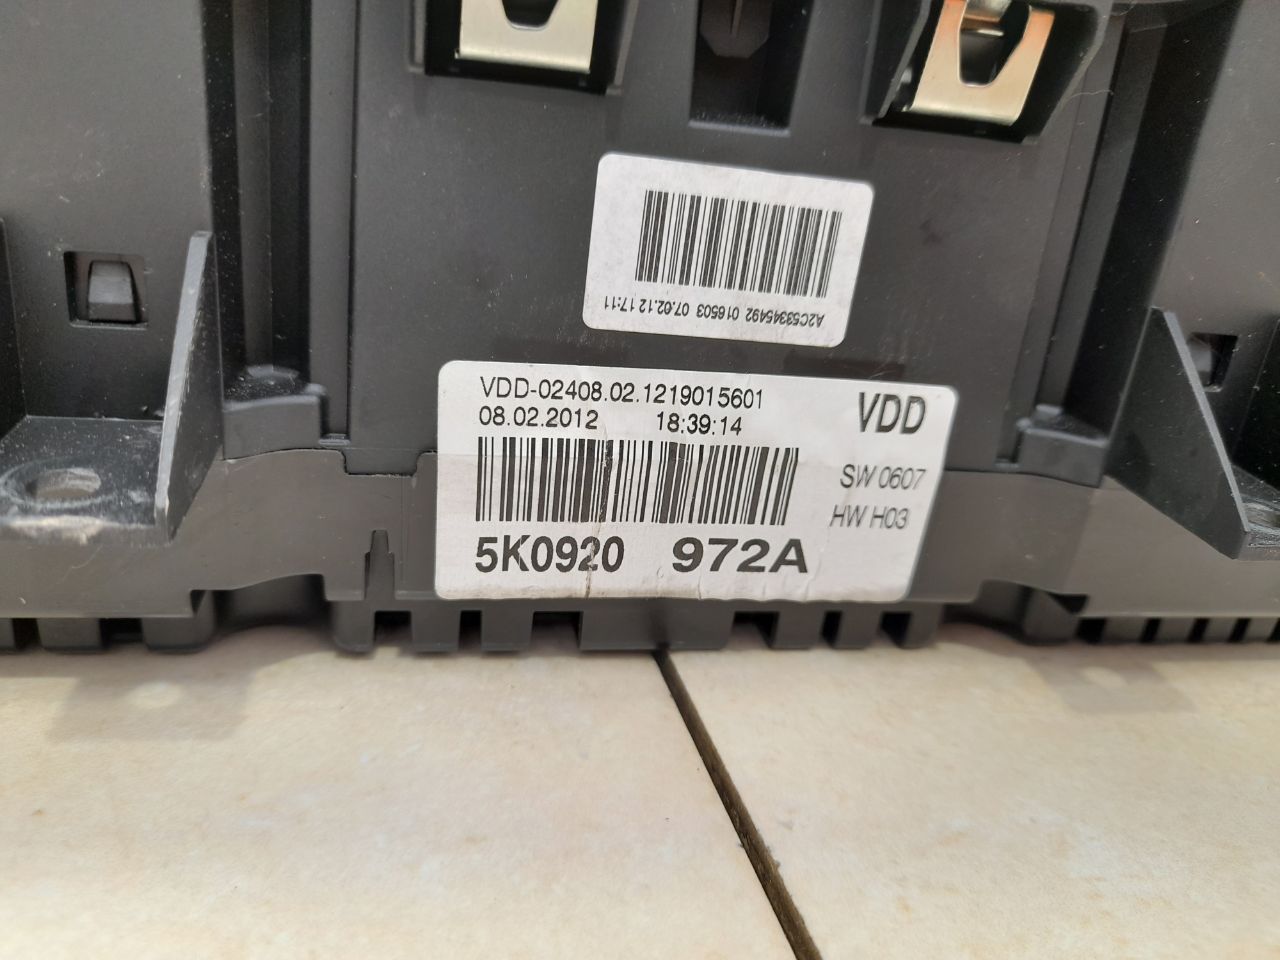 A2C53345492 016503 07.02.12 17:11
VDD-02408.02.1219015601
08.02.2012 18:39:14
VDD
SW 0607
HW H03
5K0920 972A